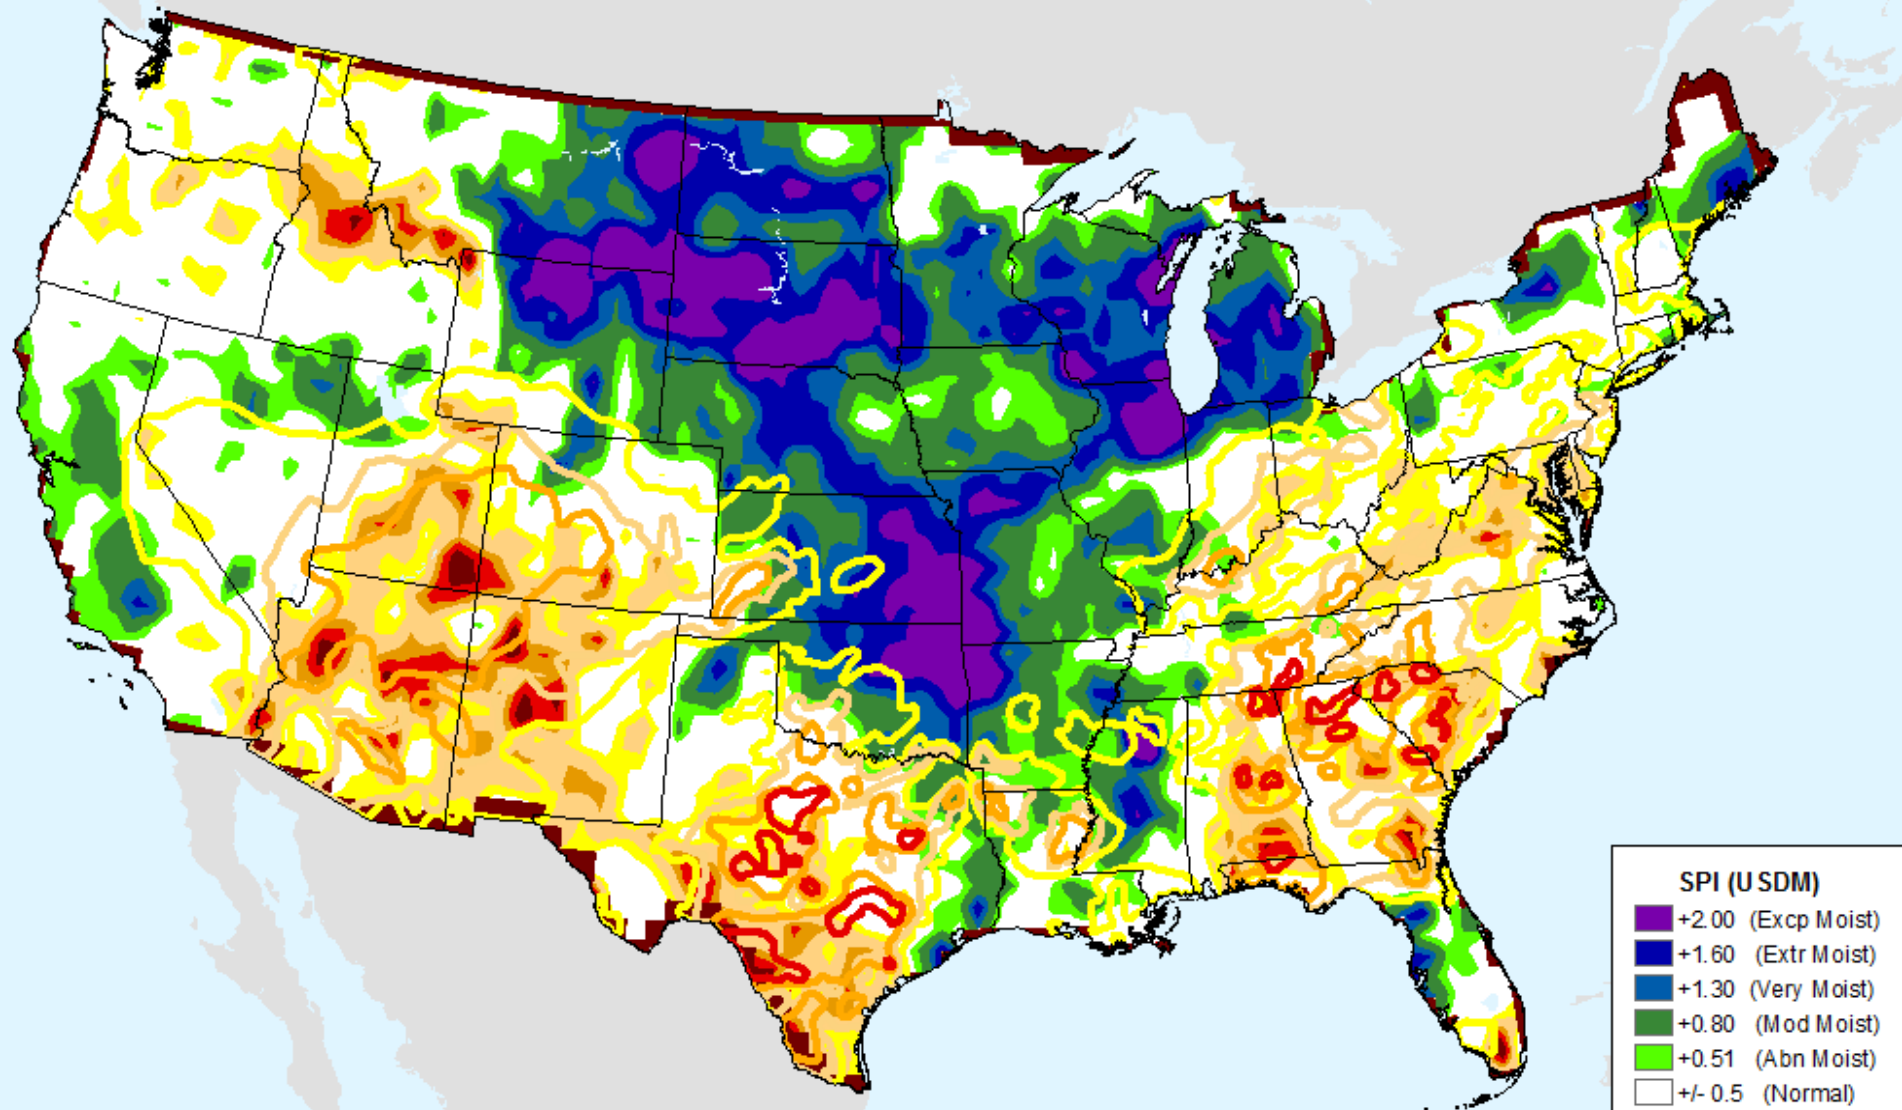 SPI (USDM)
+2.00 (Excp Moist)
+1.60 (Extr Moist)
+1.30 (Very Moist)
+0.80 (Mod Moist)
+0.51 (Abn Moist)
+/- 0.5 (Normal)